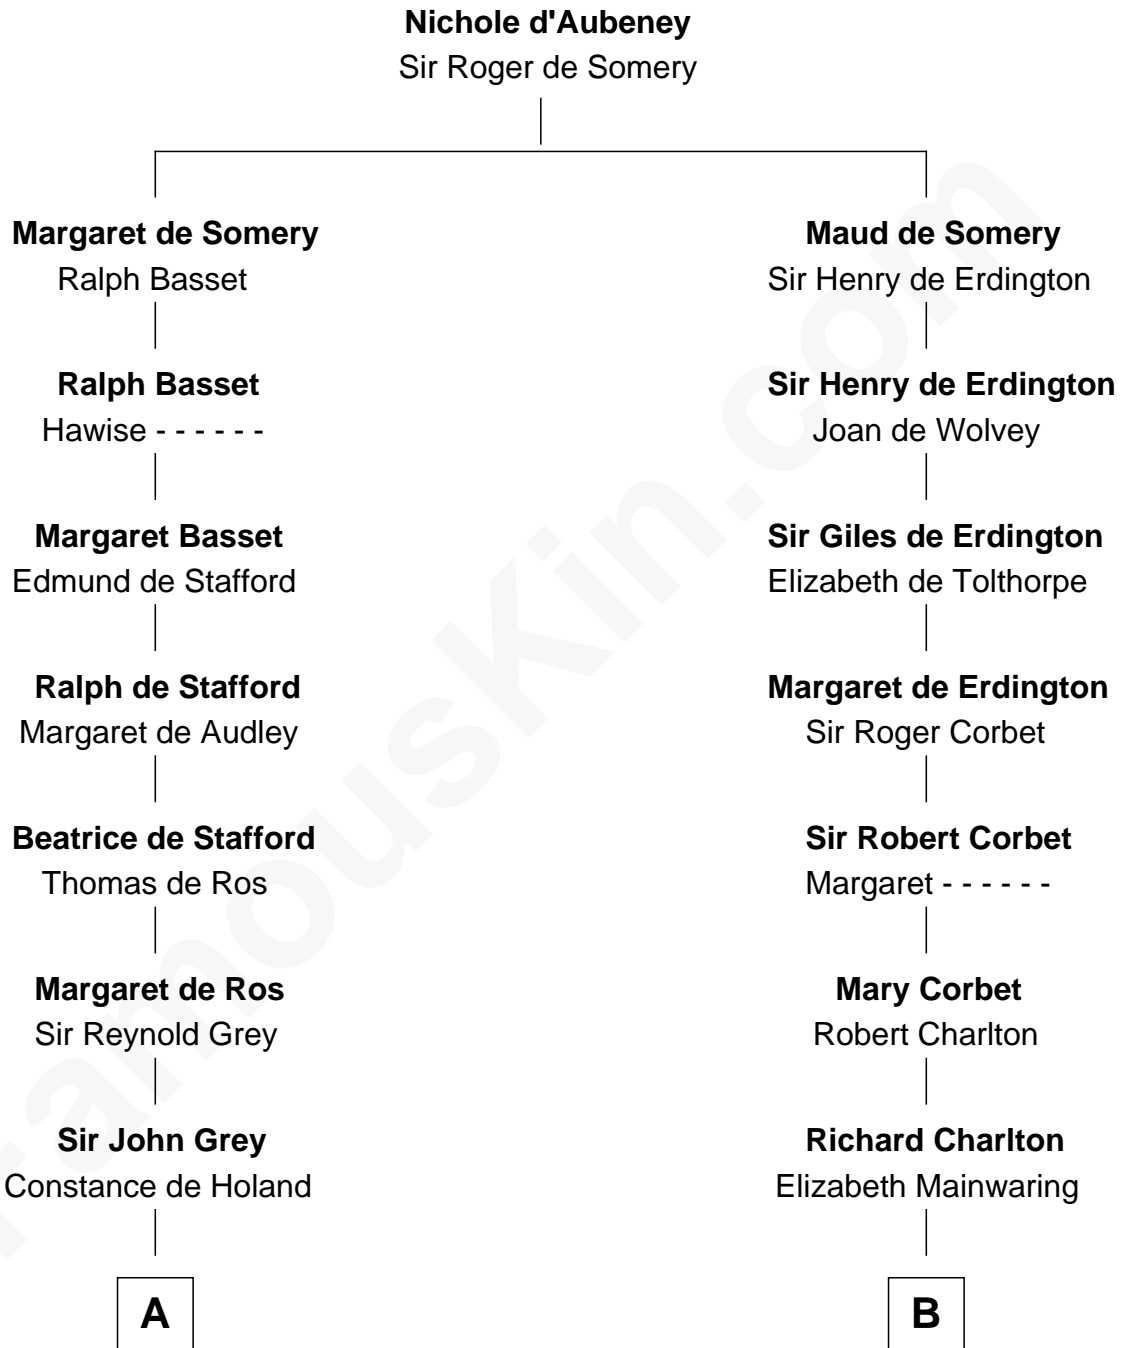 Nichole d'Aubeney
Sir Roger de Somery
Margaret de Somery
Ralph Basset
Maud de Somery
Sir Henry de Erdington
Ralph Basset
Hawise - - - - - -
Sir Henry de Erdington
Joan de Wolvey
Margaret Basset
Edmund de Stafford
Sir Giles de Erdington
Elizabeth de Tolthorpe
Ralph de Stafford
Margaret de Audley
Margaret de Erdington
Sir Roger Corbet
Beatrice de Stafford
Thomas de Ros
Sir Robert Corbet
Margaret - - - - - -
Margaret de Ros
Sir Reynold Grey
Mary Corbet
Robert Charlton
Sir John Grey
Constance de Holand
Richard Charlton
Elizabeth Mainwaring
A
B
FamousKin.com